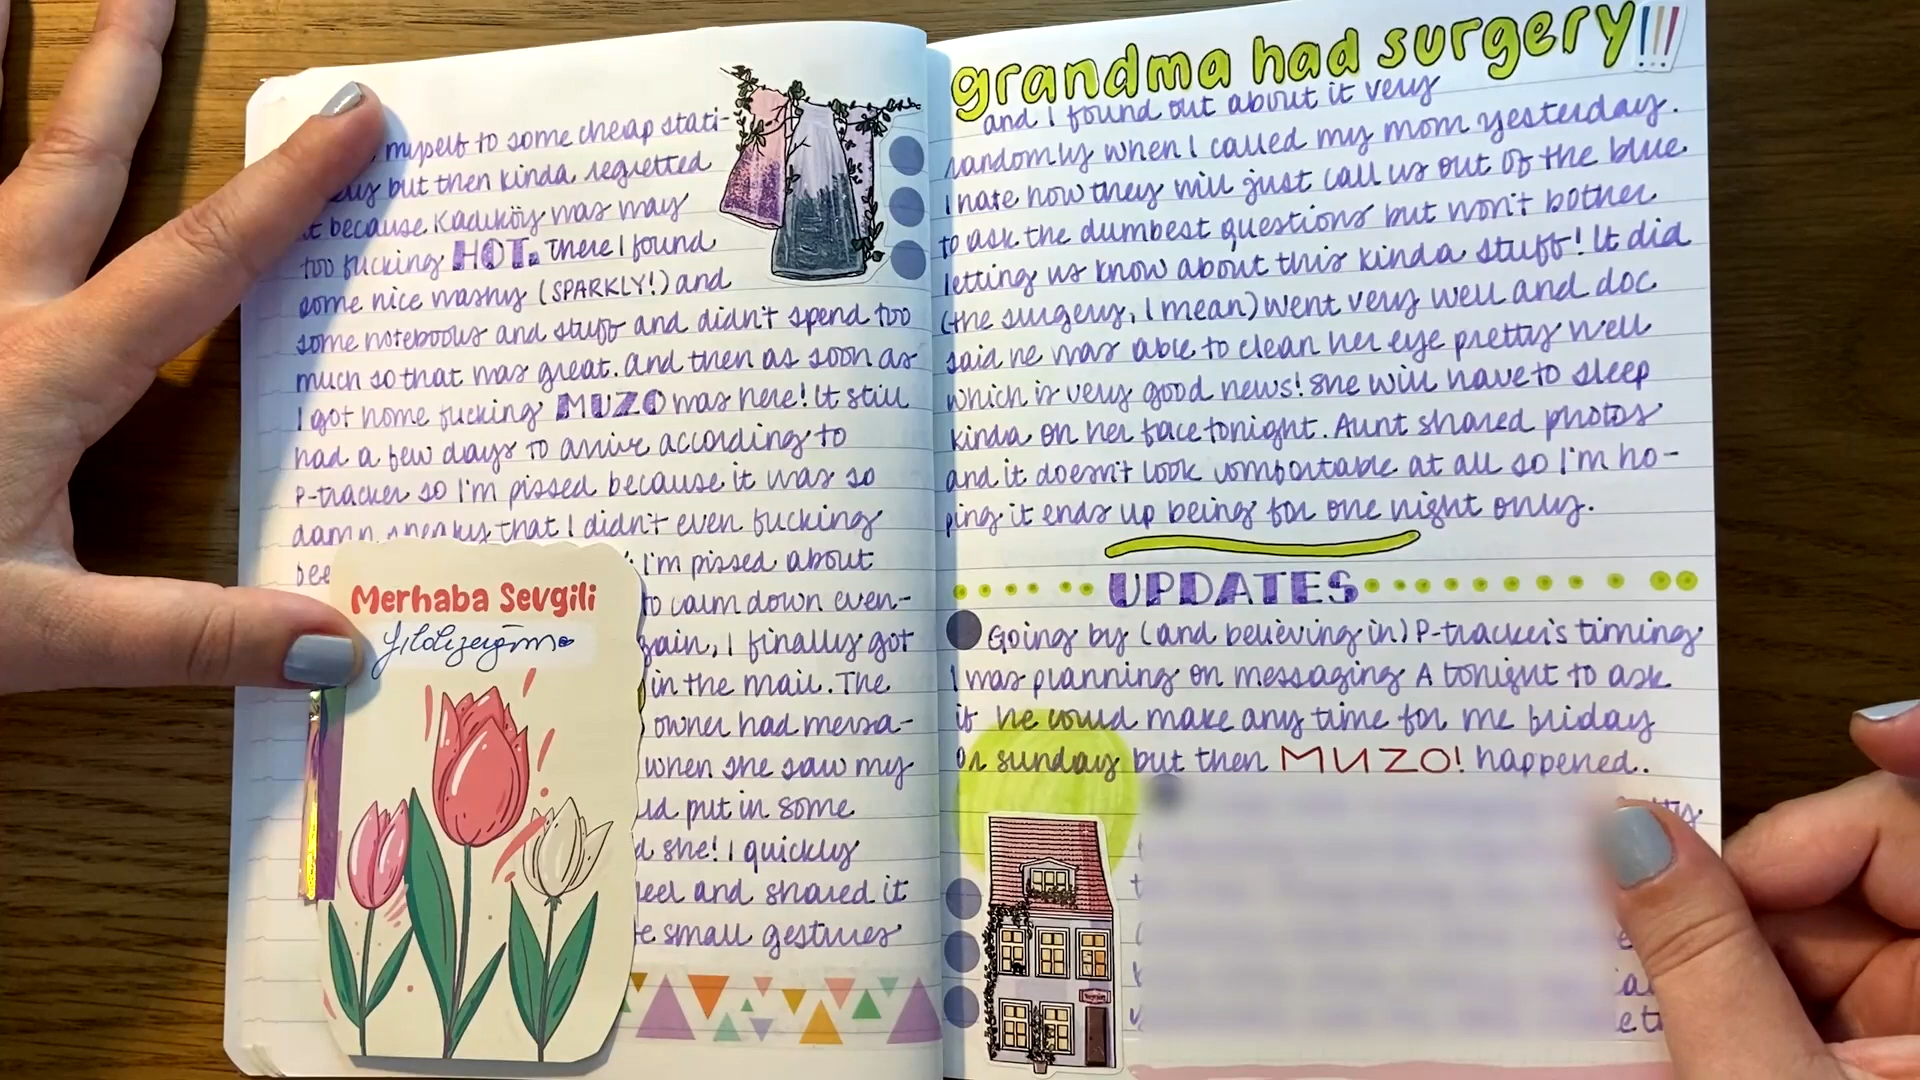 myself to some cheap stati-
but then kinda regretted
it because Kadıköy was way
too fucking HOT. There I found
some nice washy (SPARKLY!) and
some notebooks and stuff and didn't spend too
much so that was great. and then as soon as
I got home fucking MUZO was here! It still
had a few days to arrive according to
P-tracker so I'm pissed because it was so
damn sneaky that I didn't even fucking
I'm pissed about
to calm down even-
gain, I finally got
in the mail. The
owner had messa-
when she saw my
put in some
she! I quickly
and shared it
small gestures
Merhaba Sevgili
grandma had surgery!!!
and I found out about it very
randomly when I called my mom yesterday.
I hate how they will just call us out of the blue
to ask the dumbest questions but won't bother
letting us know about this kinda stuff! It did
(the surgery, I mean) went very well and doc
said he was able to clean her eye pretty well
which is very good news! She will have to sleep
kinda on her face tonight. Aunt shared photos
and it doesn't look comfortable at all so I'm ho-
ping it ends up being for one night only.
UPDATES
Going by (and believing in) P-tracker's timing
I was planning on messaging A tonight to ask
if he could make any time for me friday
or sunday but then MUZO! happened.